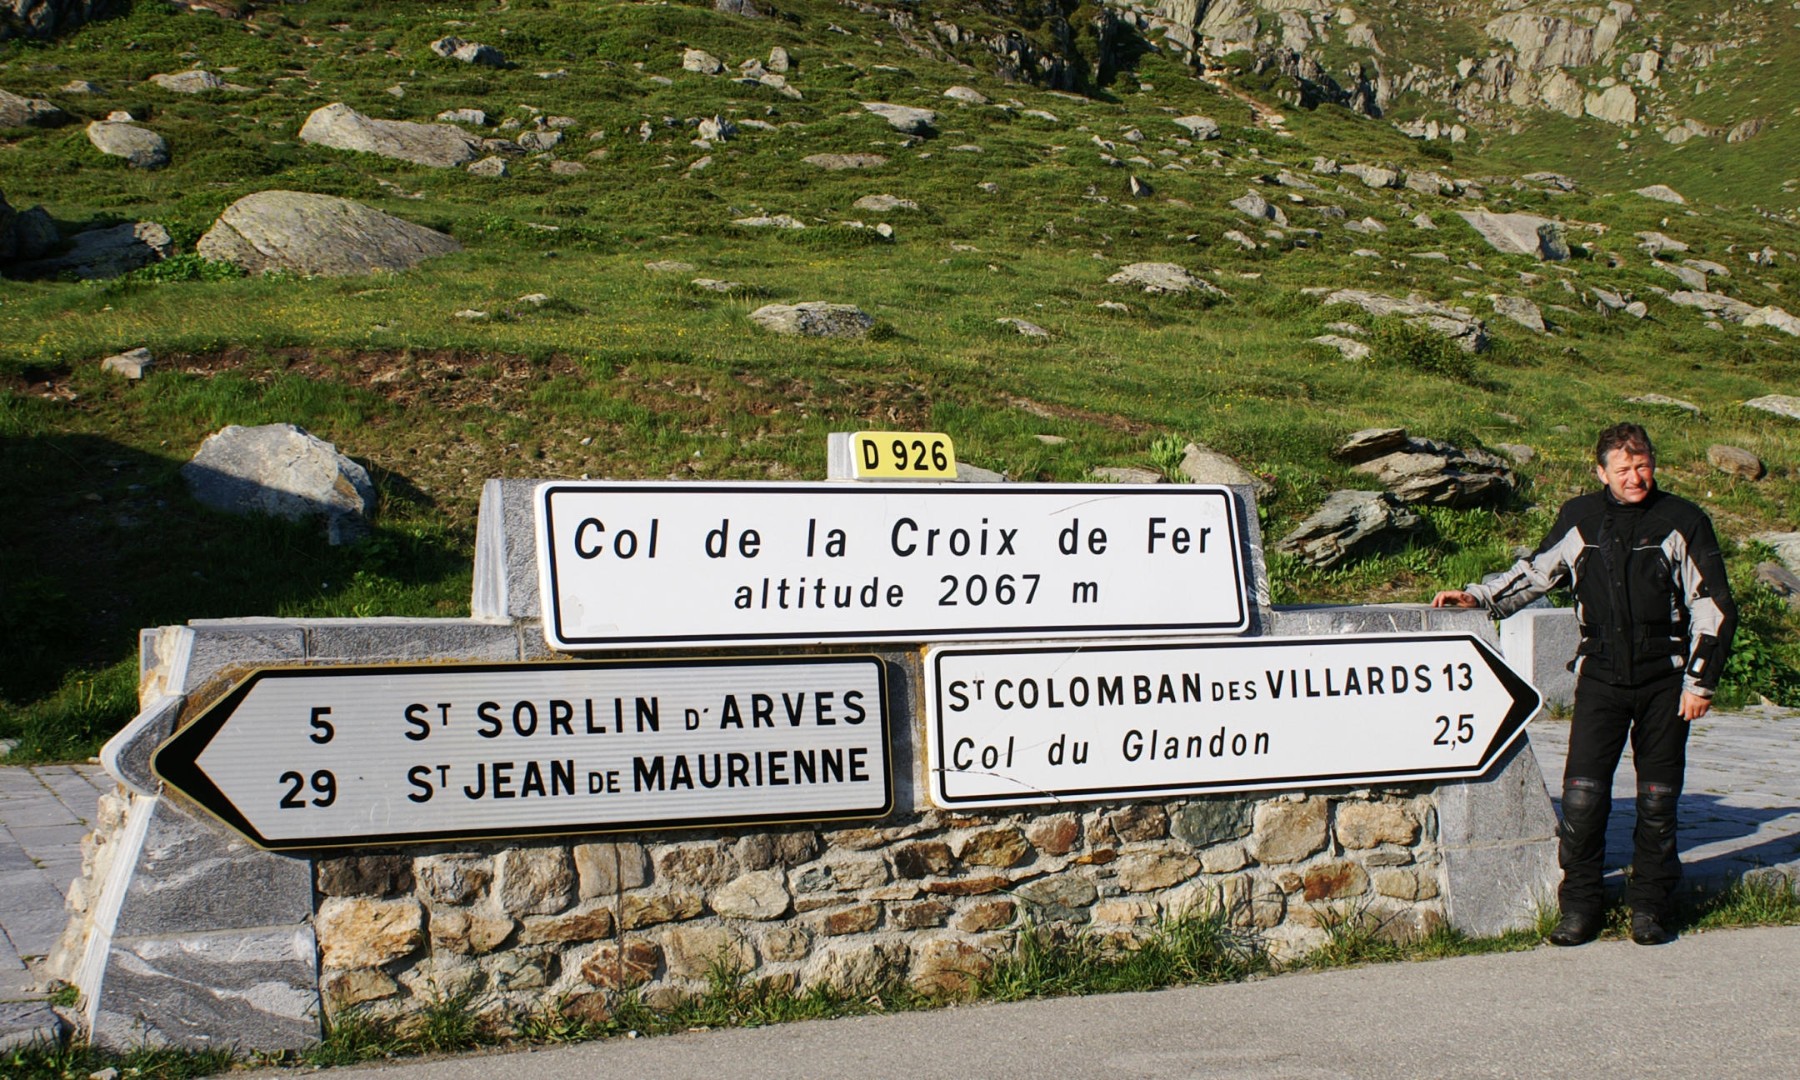 D 926
Col de la Croix de Fer
altitude 2067 m
5 ST SORLIN D'ARVES
29 ST JEAN DE MAURIENNE
ST COLOMBAN DES VILLARDS 13
Col du Glandon 2,5